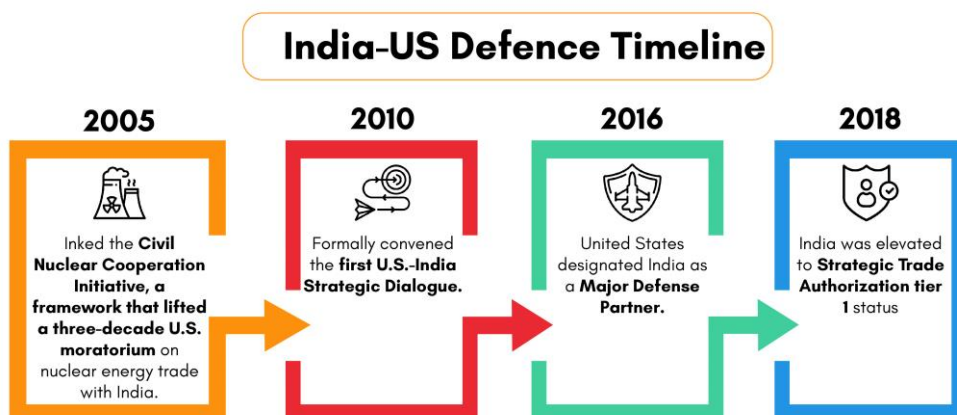 India-US Defence Timeline
2005
Inked the Civil
Nuclear Cooperation
Initiative, a
framework that lifted
a three-decade U.S.
moratorium on
nuclear energy trade
with India.
2010
Formally convened
the first U.S.-India
Strategic Dialogue.
2016
United States
designated India as
a Major Defense
Partner.
2018
India was elevated
to Strategic Trade
Authorization tier
1 status